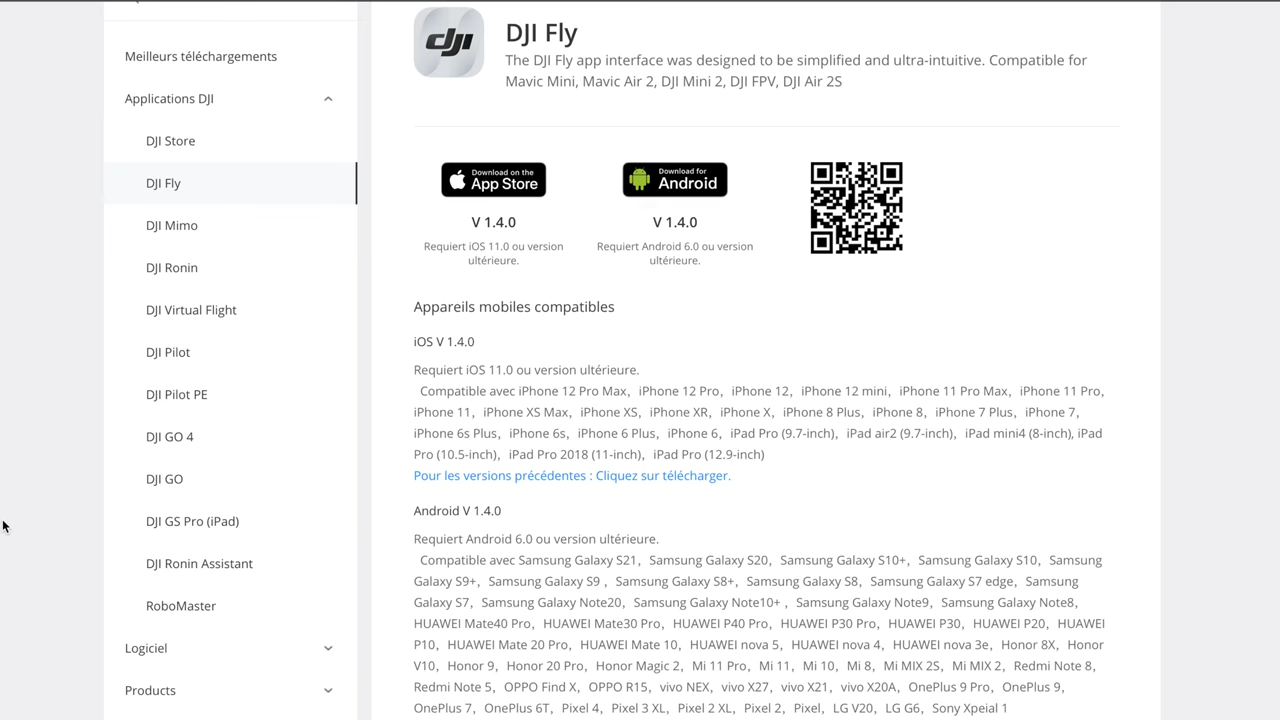 Meilleurs téléchargements
Applications DJI
DJI Store
DJI Fly
DJI Mimo
DJI Ronin
DJI Virtual Flight
DJI Pilot
DJI Pilot PE
DJI GO 4
DJI GO
DJI GS Pro (iPad)
DJI Ronin Assistant
RoboMaster
Logiciel
Products
dji
DJI Fly
The DJI Fly app interface was designed to be simplified and ultra-intuitive. Compatible for
Mavic Mini, Mavic Air 2, DJI Mini 2, DJI FPV, DJI Air 2S
Download on the
App Store
V 1.4.0
Requiert iOS 11.0 ou version
ultérieure.
Download for
Android
V 1.4.0
Requiert Android 6.0 ou version
ultérieure.
Appareils mobiles compatibles
iOS V 1.4.0
Requiert iOS 11.0 ou version ultérieure.
Compatible avec iPhone 12 Pro Max，iPhone 12 Pro，iPhone 12，iPhone 12 mini，iPhone 11 Pro Max，iPhone 11 Pro，
iPhone 11，iPhone XS Max，iPhone XS，iPhone XR，iPhone X，iPhone 8 Plus，iPhone 8，iPhone 7 Plus，iPhone 7，
iPhone 6s Plus，iPhone 6s，iPhone 6 Plus，iPhone 6，iPad Pro (9.7-inch)，iPad air2 (9.7-inch)，iPad mini4 (8-inch), iPad
Pro (10.5-inch)，iPad Pro 2018 (11-inch)，iPad Pro (12.9-inch)
Pour les versions précédentes : Cliquez sur télécharger.
Android V 1.4.0
Requiert Android 6.0 ou version ultérieure.
Compatible avec Samsung Galaxy S21，Samsung Galaxy S20，Samsung Galaxy S10+，Samsung Galaxy S10，Samsung
Galaxy S9+，Samsung Galaxy S9 ，Samsung Galaxy S8+，Samsung Galaxy S8，Samsung Galaxy S7 edge，Samsung
Galaxy S7，Samsung Galaxy Note20，Samsung Galaxy Note10+ ，Samsung Galaxy Note9，Samsung Galaxy Note8，
HUAWEI Mate40 Pro，HUAWEI Mate30 Pro，HUAWEI P40 Pro，HUAWEI P30 Pro，HUAWEI P30，HUAWEI P20，HUAWEI
P10，HUAWEI Mate 20 Pro，HUAWEI Mate 10，HUAWEI nova 5，HUAWEI nova 4，HUAWEI nova 3e，Honor 8X，Honor
V10，Honor 9，Honor 20 Pro，Honor Magic 2，Mi 11 Pro，Mi 11，Mi 10，Mi 8，Mi MIX 2S，Mi MIX 2，Redmi Note 8，
Redmi Note 5，OPPO Find X，OPPO R15，vivo NEX，vivo X27，vivo X21，vivo X20A，OnePlus 9 Pro，OnePlus 9，
OnePlus 7，OnePlus 6T，Pixel 4，Pixel 3 XL，Pixel 2 XL，Pixel 2，Pixel，LG V20，LG G6，Sony Xpeial 1